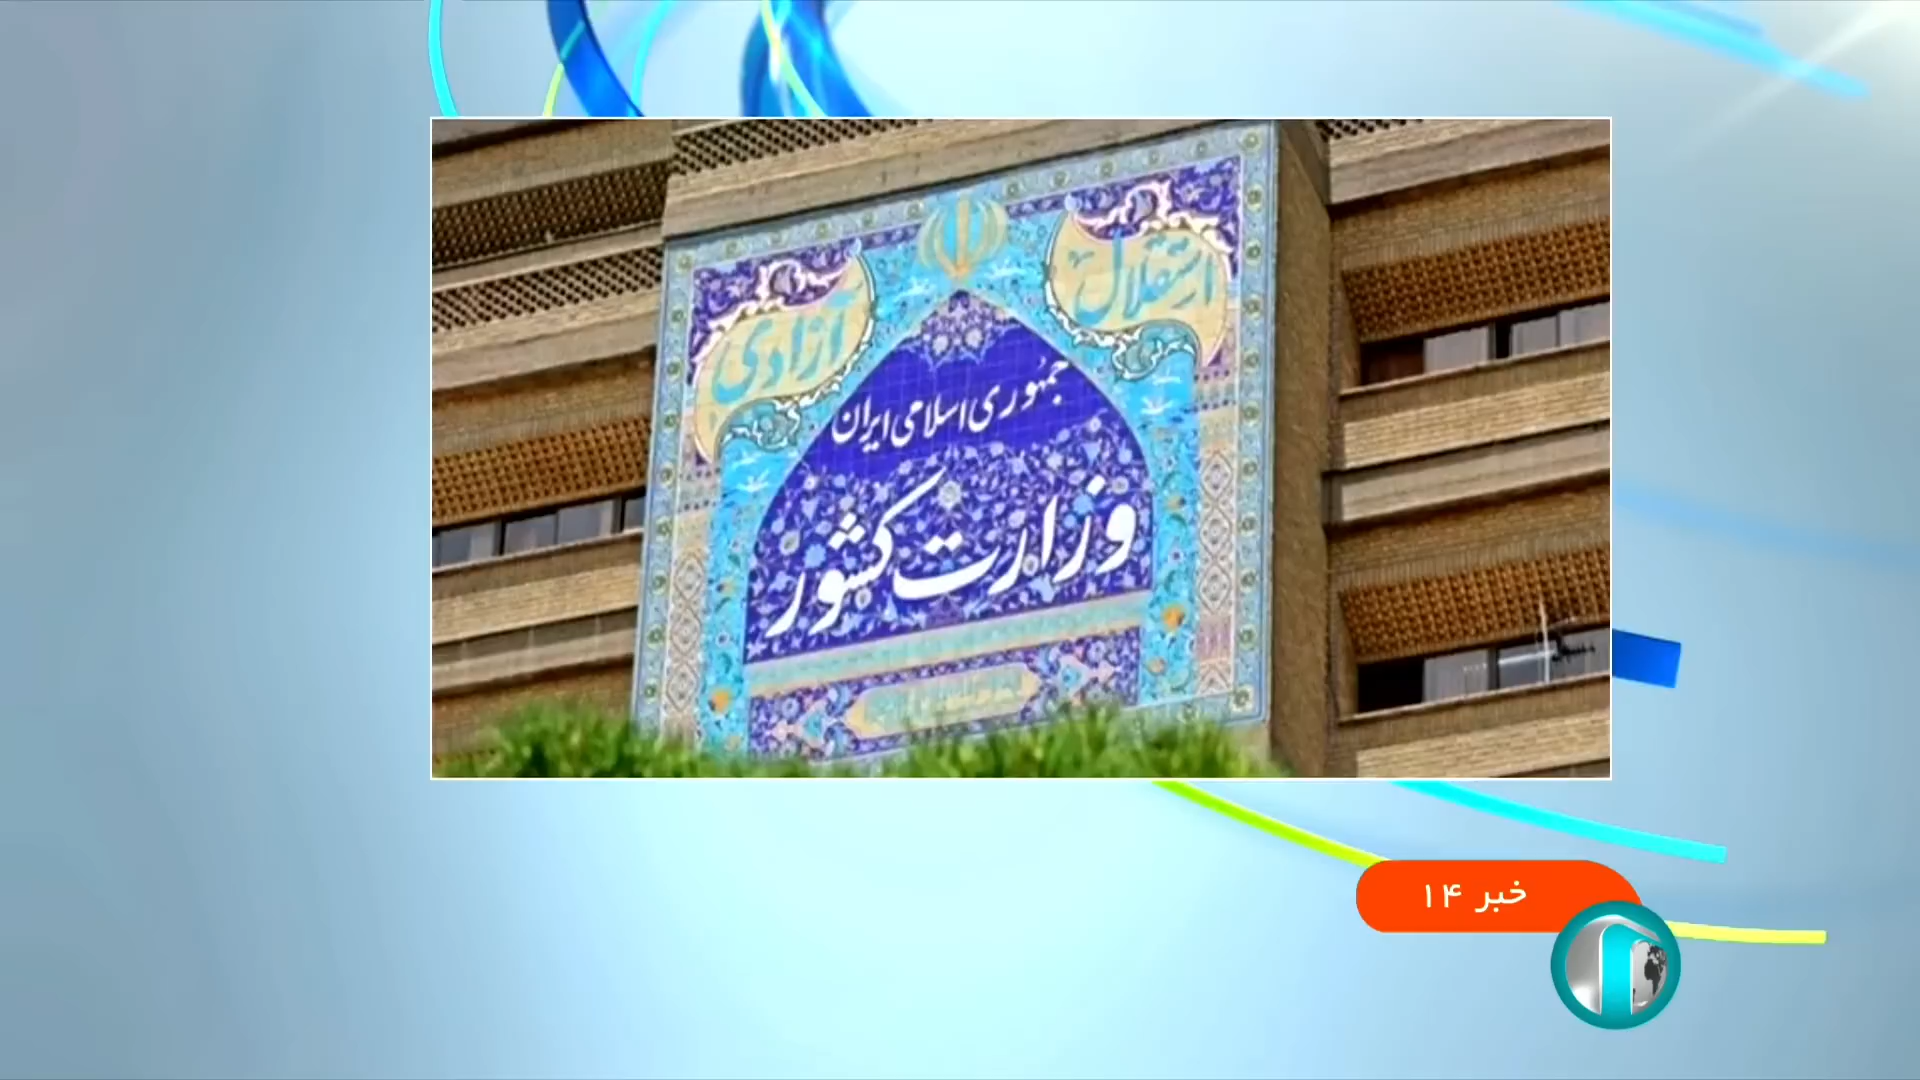 استقلال
آزادی
جمهوری اسلامی ایران
وزارت کشور
خبر ۱۴